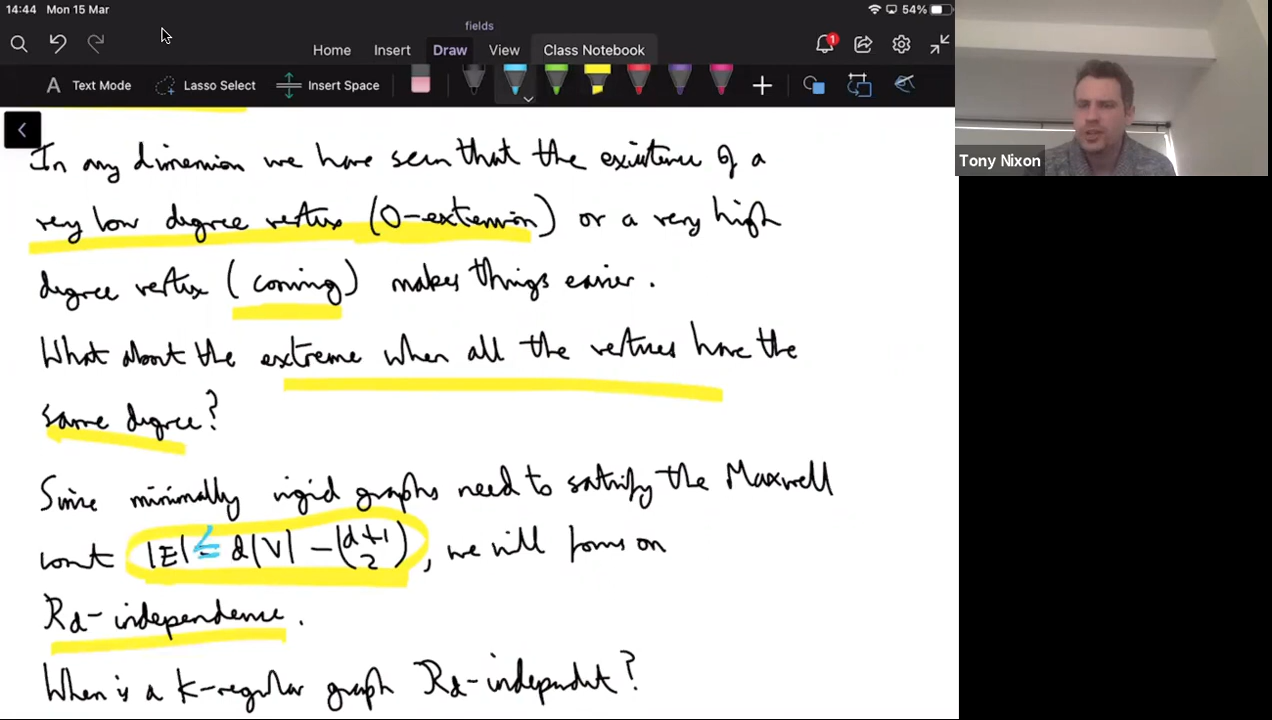 14:44 Mon 15 Mar
54%
fields
Home Insert Draw View Class Notebook
1
A Text Mode Lasso Select Insert Space
In any dimension we have seen that the existence of a
very low degree vertex (0-extension) or a very high
degree vertex (coning) makes things easier.
What about the extreme when all the vertices have the
same degree?
Since minimally rigid graphs need to satisfy the Maxwell
count |E| ≤ d|V| - (d+1 2), we will focus on
Rd-independence.
When is a k-regular graph Rd-independent?
Tony Nixon